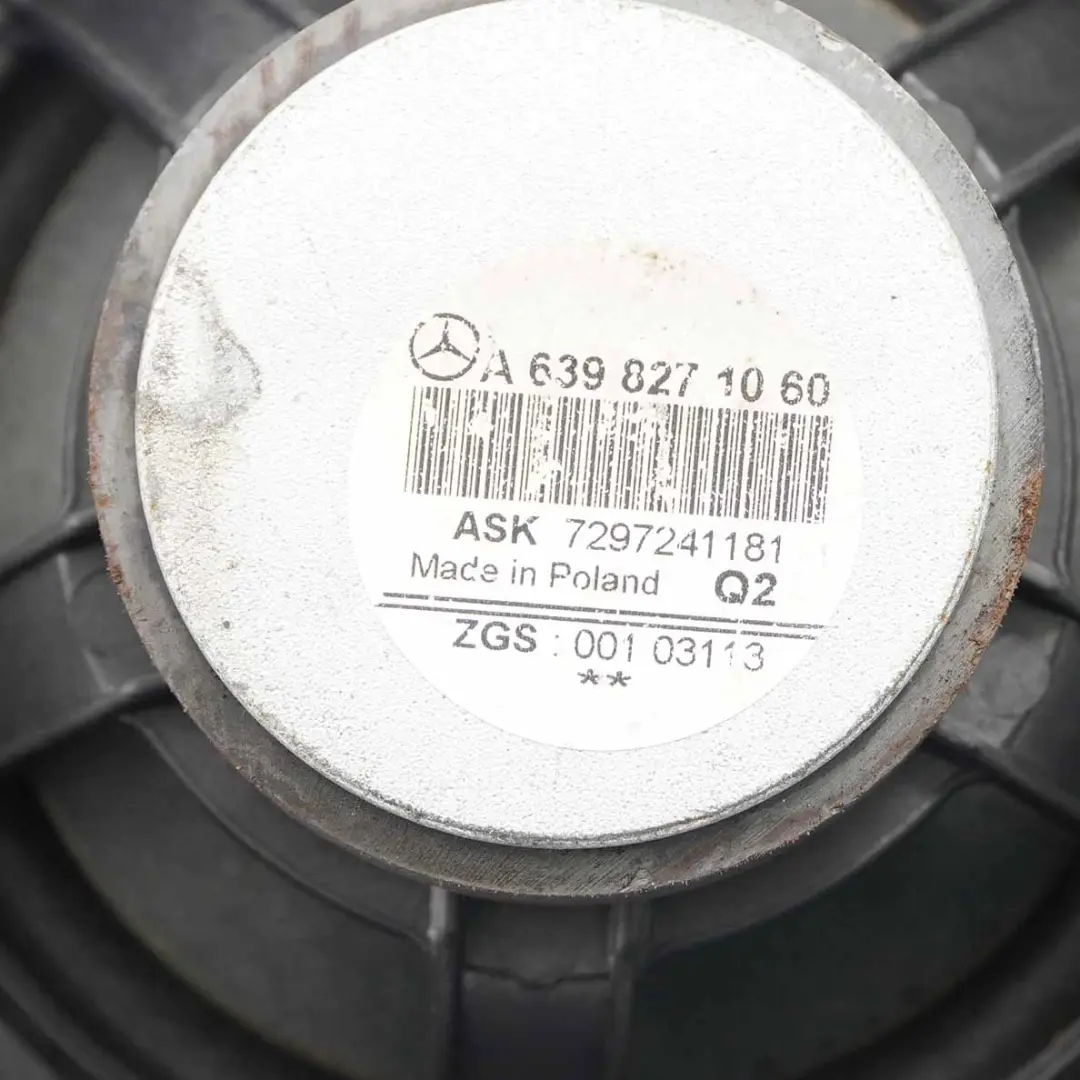 A 639 827 10 60
ASK 7297241181
Made in Poland Q2
ZGS : 001 03113
**